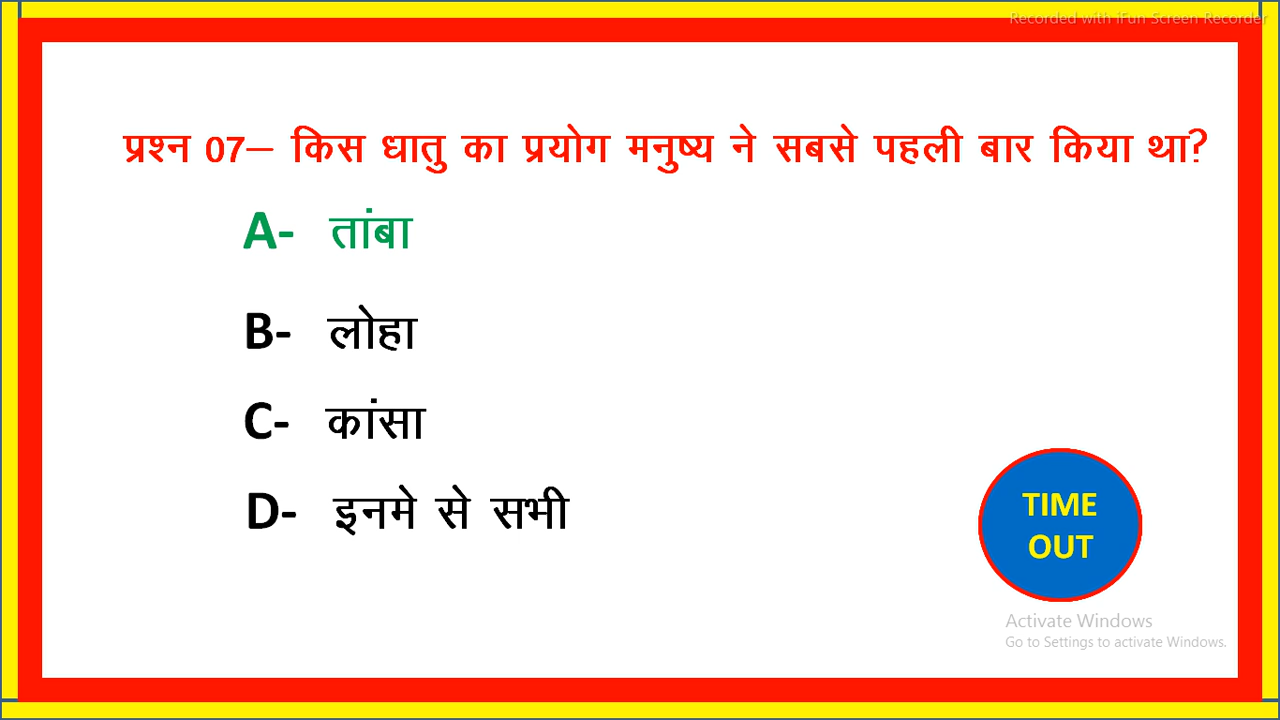 Recorded with iFun Screen Recorder
प्रश्न 07– किस धातु का प्रयोग मनुष्य ने सबसे पहली बार किया था?
A- तांबा
B- लोहा
C- कांसा
D- इनमे से सभी
TIME
OUT
Activate Windows
Go to Settings to activate Windows.